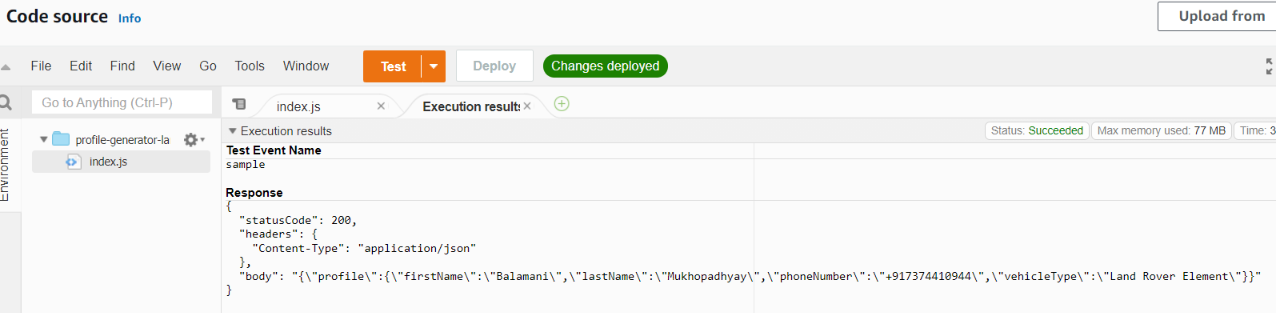 Code source Info
Upload from
File Edit Find View Go Tools Window Test Deploy Changes deployed
Go to Anything (Ctrl-P) index.js Execution results
Environment
Execution results Status: Succeeded Max memory used: 77 MB Time: 3
profile-generator-la
index.js
Test Event Name
sample
Response
{
"statusCode": 200,
"headers": {
"Content-Type": "application/json"
},
"body": "{\"profile\":{\"firstName\":\"Balamani\",\"lastName\":\"Mukhopadhyay\",\"phoneNumber\":\"+917374410944\",\"vehicleType\":\"Land Rover Element\"}}"
}